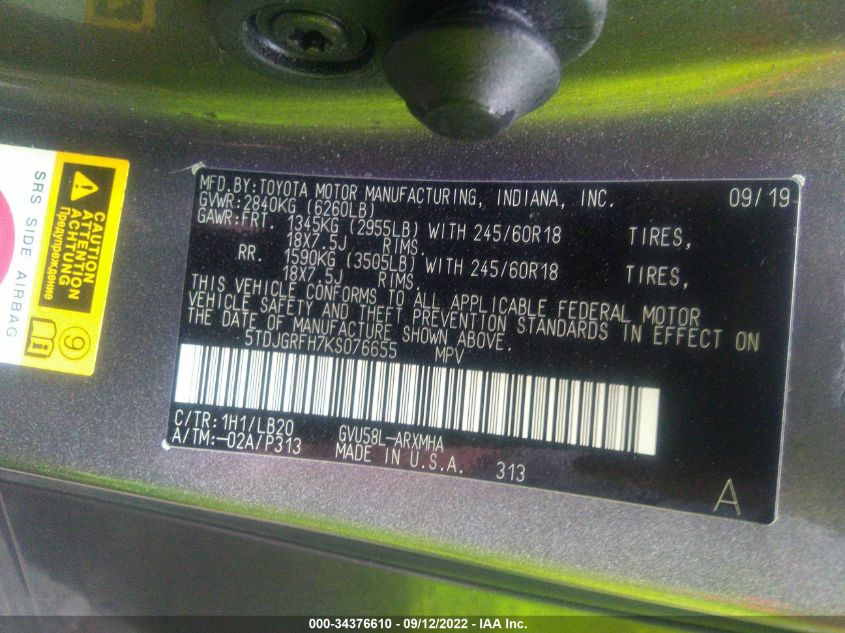 MFD.BY:TOYOTA MOTOR MANUFACTURING, INDIANA, INC. 09/19
GVWR:2840KG (6260LB)
GAWR:FRT. 1345KG (2955LB) WITH 245/60R18 TIRES,
18X7.5J RIMS.
RR. 1590KG (3505LB) WITH 245/60R18 TIRES,
18X7.5J RIMS.
THIS VEHICLE CONFORMS TO ALL APPLICABLE FEDERAL MOTOR
VEHICLE SAFETY AND THEFT PREVENTION STANDARDS IN EFFECT ON
THE DATE OF MANUFACTURE SHOWN ABOVE.
5TDJGRFH7KS076655 MPV
C/TR:1H1/LB20 GVU58L-ARXMHA
A/TM:-02A/P313 MADE IN U.S.A. 313
A
CAUTION
ATTENTION
ACHTUNG
Предупреждение
SRS SIDE AIRBAG
9
000-34376610 - 09/12/2022 - IAA Inc.